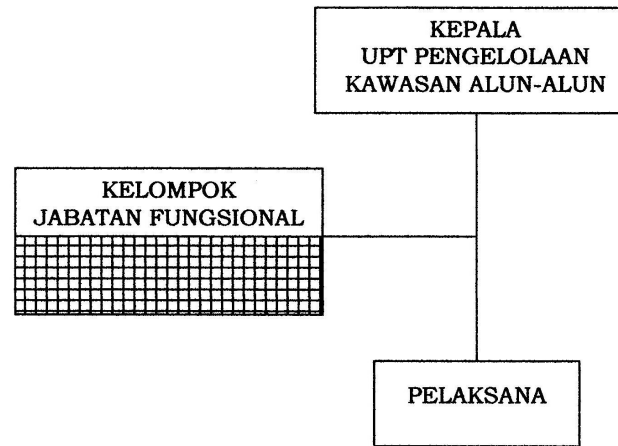 KEPALA
UPT PENGELOLAAN
KAWASAN ALUN-ALUN
KELOMPOK
JABATAN FUNGSIONAL
PELAKSANA